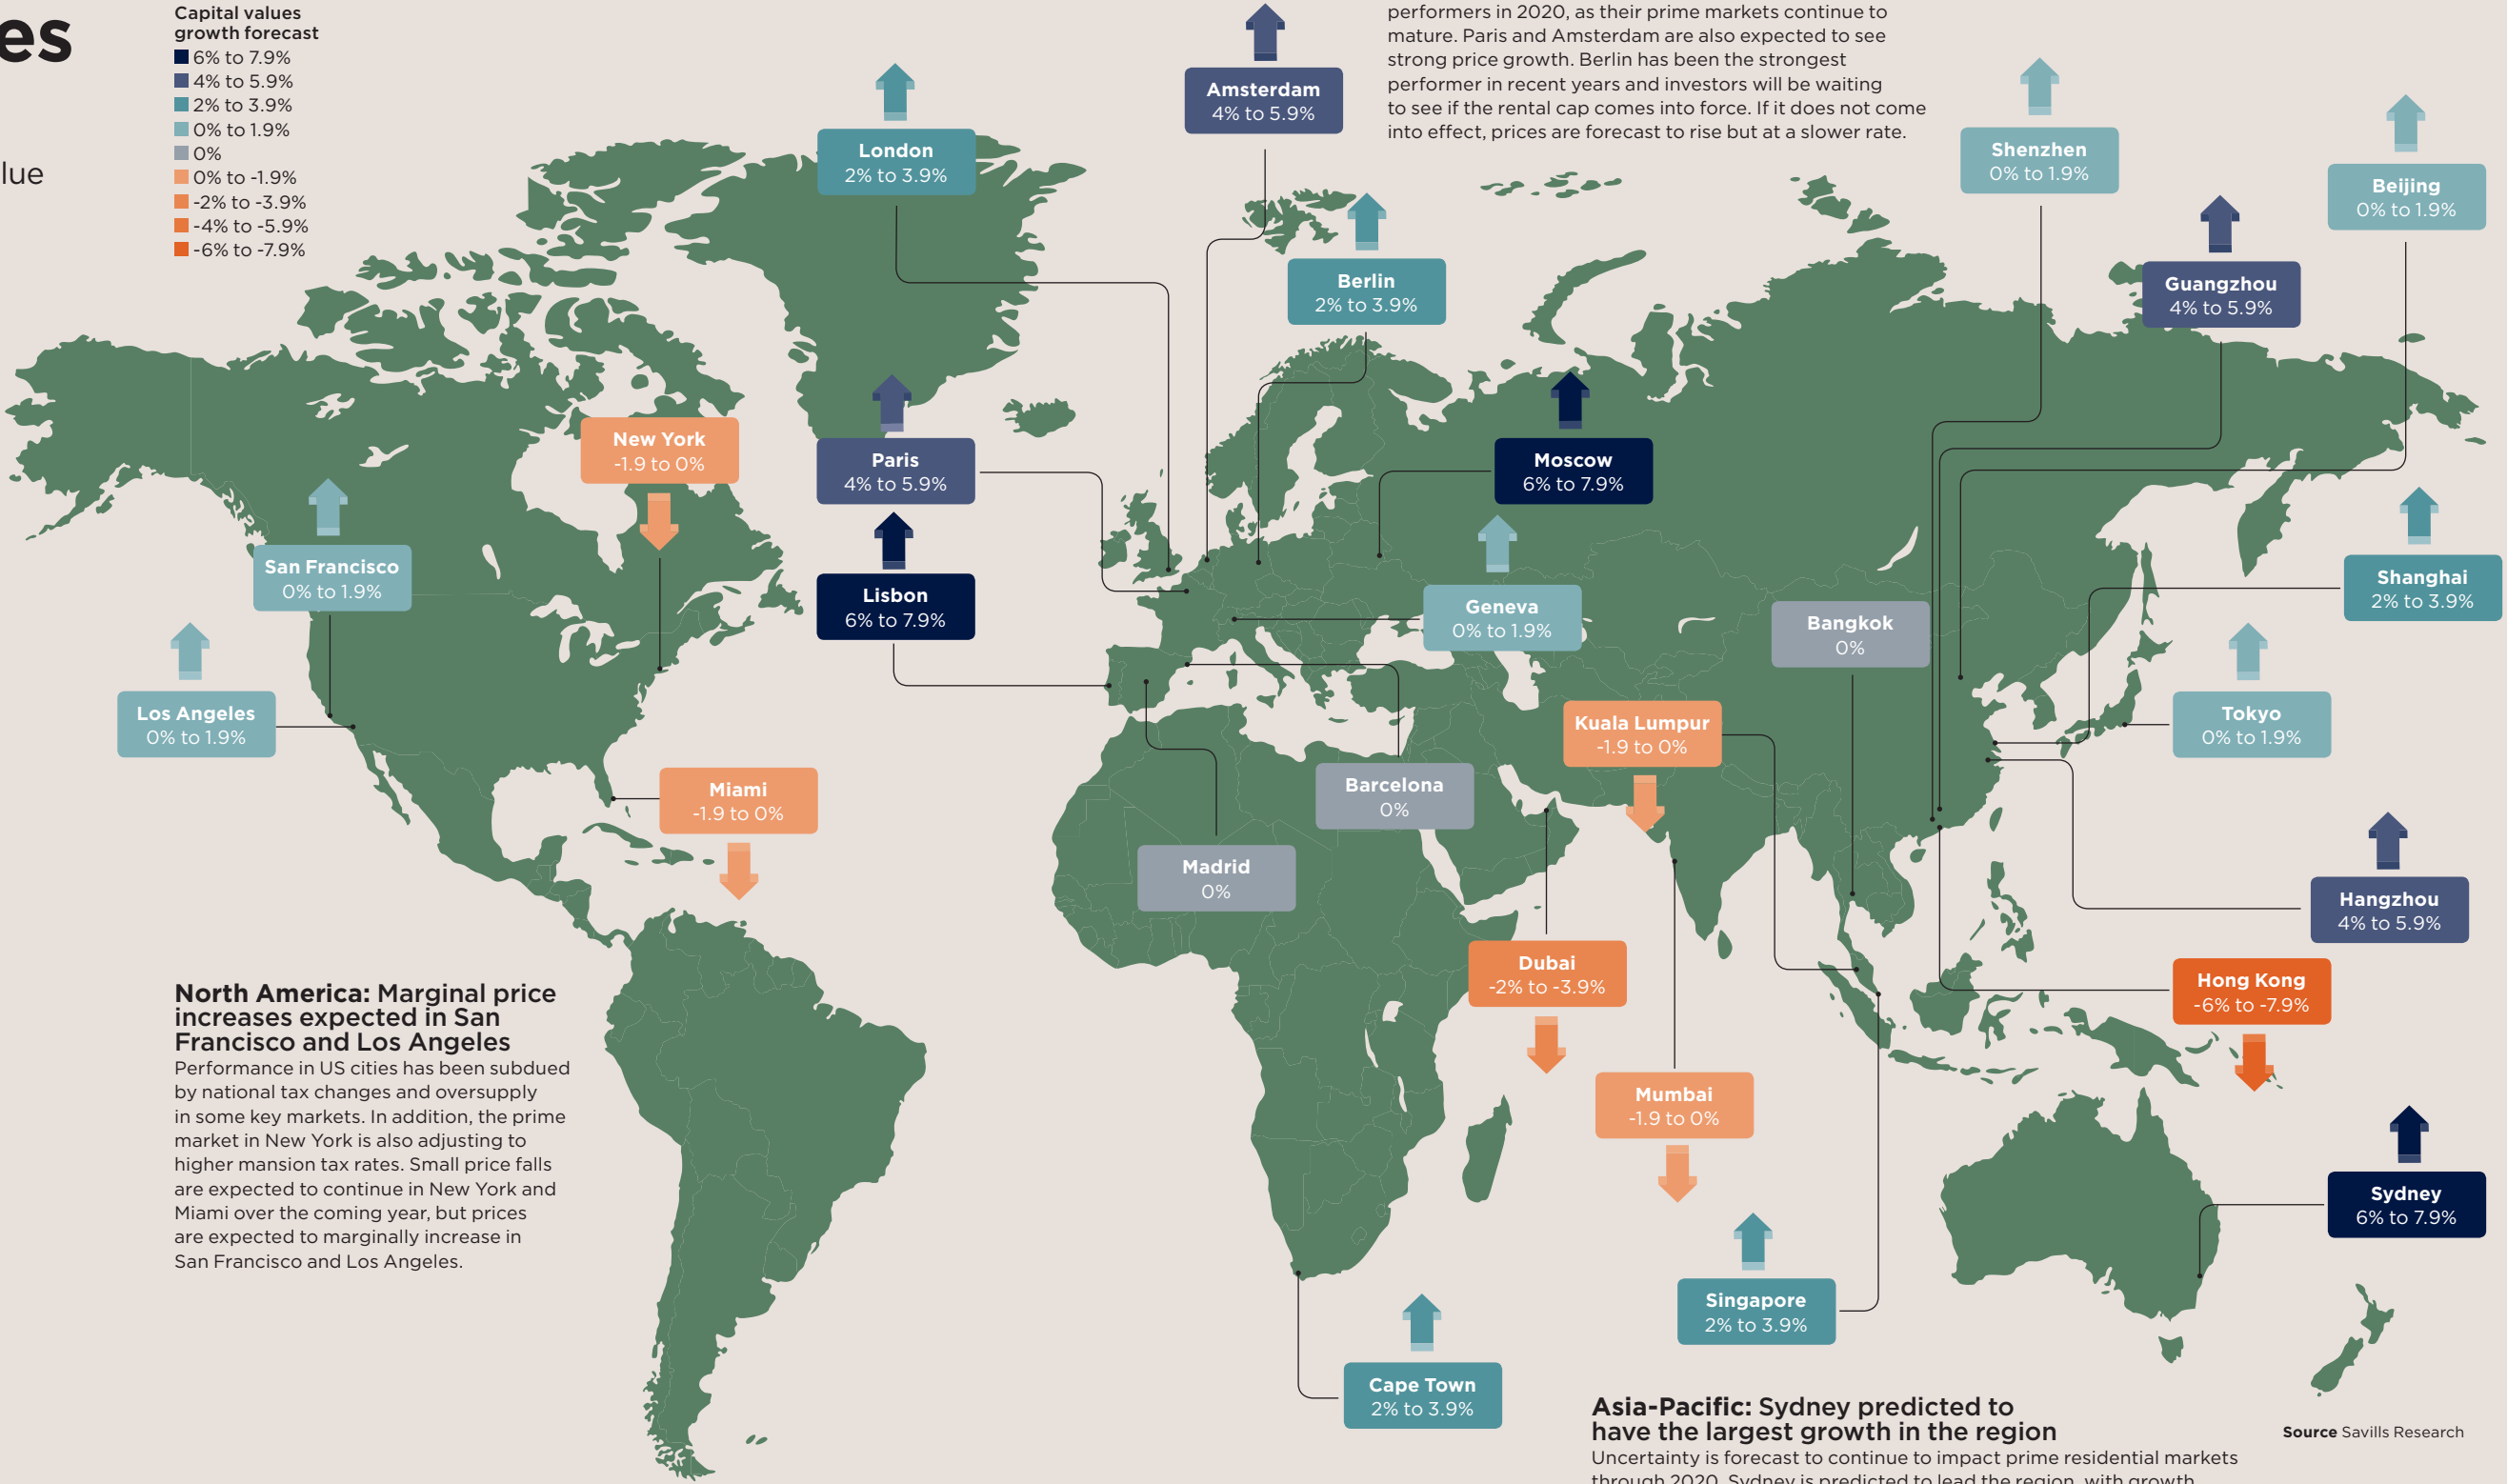 es
lue
Capital values
growth forecast
6% to 7.9%
4% to 5.9%
2% to 3.9%
0% to 1.9%
0%
0% to -1.9%
-2% to -3.9%
-4% to -5.9%
-6% to -7.9%
performers in 2020, as their prime markets continue to
mature. Paris and Amsterdam are also expected to see
strong price growth. Berlin has been the strongest
performer in recent years and investors will be waiting
to see if the rental cap comes into force. If it does not come
into effect, prices are forecast to rise but at a slower rate.
Amsterdam
4% to 5.9%
London
2% to 3.9%
Shenzhen
0% to 1.9%
Beijing
0% to 1.9%
Berlin
2% to 3.9%
Guangzhou
4% to 5.9%
New York
-1.9 to 0%
Paris
4% to 5.9%
Moscow
6% to 7.9%
San Francisco
0% to 1.9%
Lisbon
6% to 7.9%
Geneva
0% to 1.9%
Bangkok
0%
Shanghai
2% to 3.9%
Los Angeles
0% to 1.9%
Kuala Lumpur
-1.9 to 0%
Tokyo
0% to 1.9%
Miami
-1.9 to 0%
Barcelona
0%
Madrid
0%
Hangzhou
4% to 5.9%
Dubai
-2% to -3.9%
Hong Kong
-6% to -7.9%
Mumbai
-1.9 to 0%
Sydney
6% to 7.9%
Singapore
2% to 3.9%
Cape Town
2% to 3.9%
North America: Marginal price
increases expected in San
Francisco and Los Angeles
Performance in US cities has been subdued
by national tax changes and oversupply
in some key markets. In addition, the prime
market in New York is also adjusting to
higher mansion tax rates. Small price falls
are expected to continue in New York and
Miami over the coming year, but prices
are expected to marginally increase in
San Francisco and Los Angeles.
Asia-Pacific: Sydney predicted to
have the largest growth in the region
Uncertainty is forecast to continue to impact prime residential markets
through 2020. Sydney is predicted to lead the region, with growth
Source Savills Research